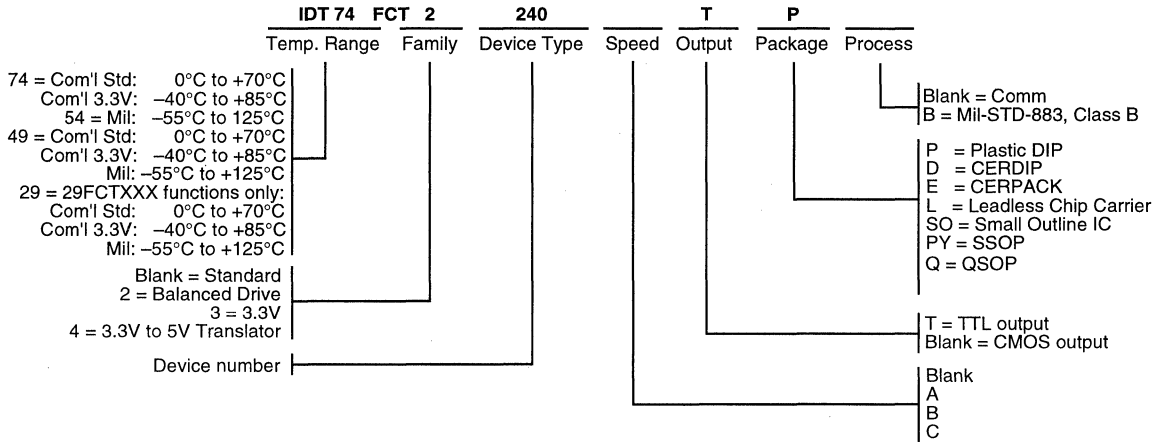 IDT 74 FCT 2 240 T P
Temp. Range Family Device Type Speed Output Package Process
74 = Com'l Std: 0°C to +70°C
Com'l 3.3V: –40°C to +85°C
54 = Mil: –55°C to 125°C
49 = Com'l Std: 0°C to +70°C
Com'l 3.3V: –40°C to +85°C
Mil: –55°C to +125°C
29 = 29FCTXXX functions only:
Com'l Std: 0°C to +70°C
Com'l 3.3V: –40°C to +85°C
Mil: –55°C to +125°C
Blank = Standard
2 = Balanced Drive
3 = 3.3V
4 = 3.3V to 5V Translator
Device number
Blank = Comm
B = Mil-STD-883, Class B
P = Plastic DIP
D = CERDIP
E = CERPACK
L = Leadless Chip Carrier
SO = Small Outline IC
PY = SSOP
Q = QSOP
T = TTL output
Blank = CMOS output
Blank
A
B
C